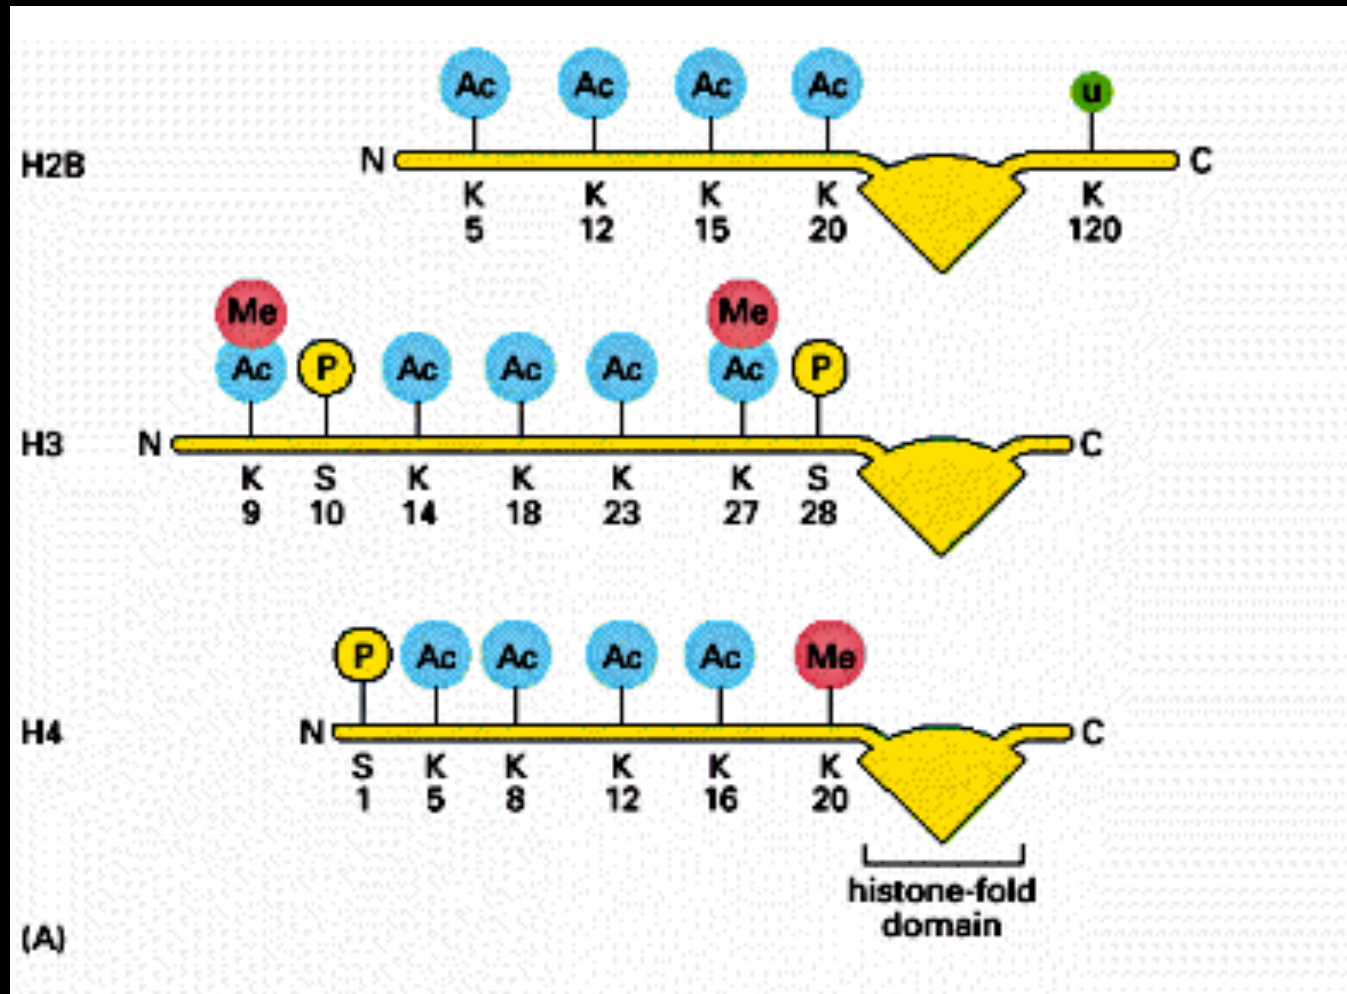 Ac Ac Ac Ac u
H2B N C
K K K K K
5 12 15 20 120
Me Me
Ac P Ac Ac Ac Ac P
H3 N C
K S K K K K S
9 10 14 18 23 27 28
P Ac Ac Ac Ac Me
H4 N C
S K K K K K
1 5 8 12 16 20
histone-fold
domain
(A)